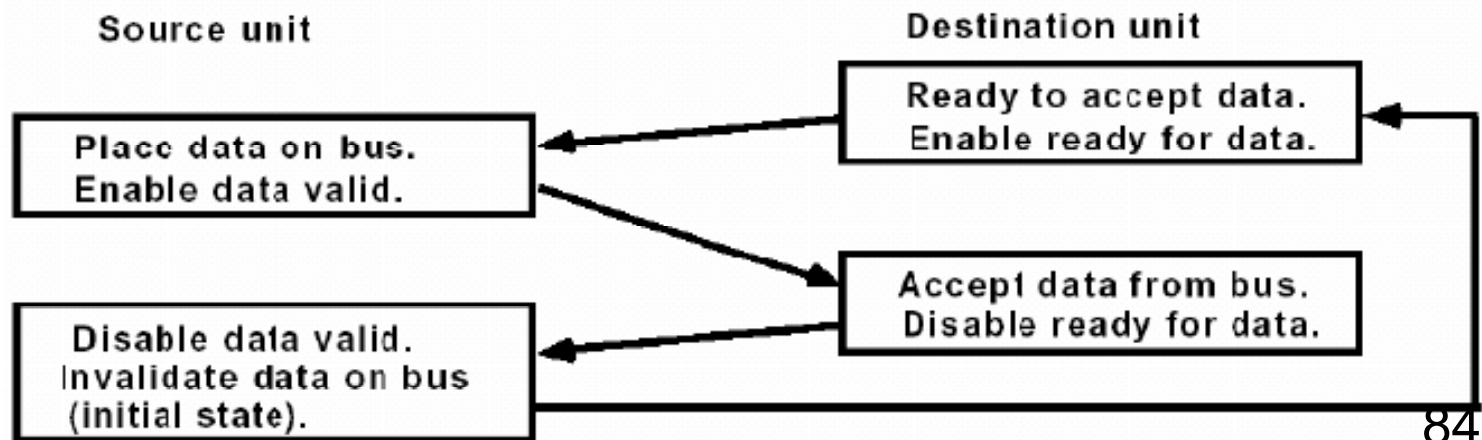 Source unit
Destination unit
Ready to accept data.
Enable ready for data.
Place data on bus.
Enable data valid.
Accept data from bus.
Disable ready for data.
Disable data valid.
Invalidate data on bus
(initial state).
84